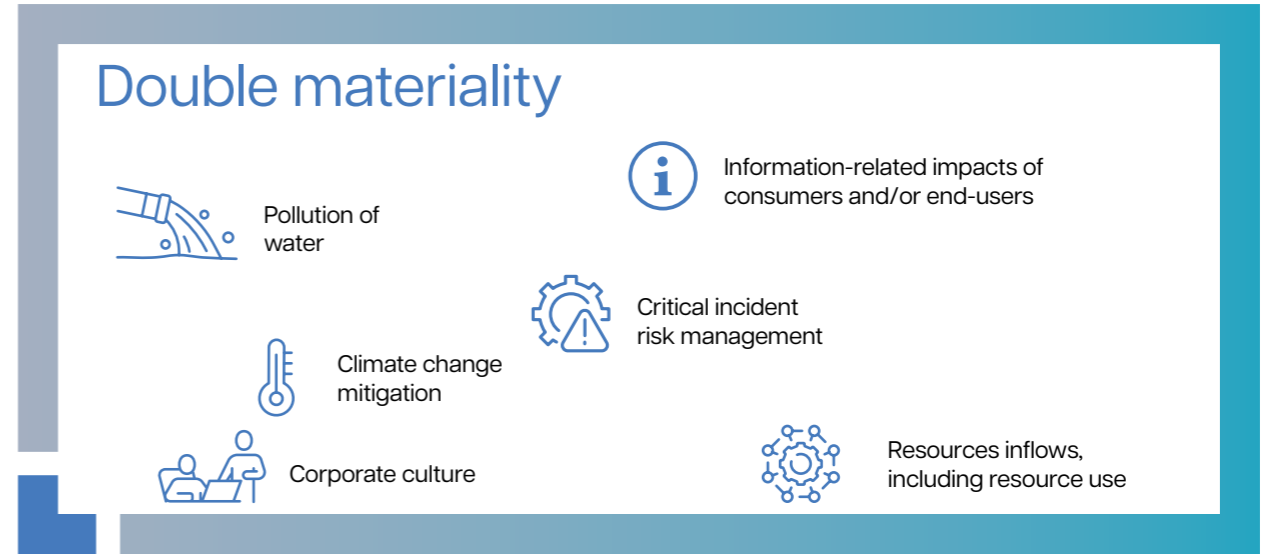 Double materiality
Information-related impacts of
consumers and/or end-users
Pollution of
water
Critical incident
risk management
Climate change
mitigation
Corporate culture
Resources inflows,
including resource use